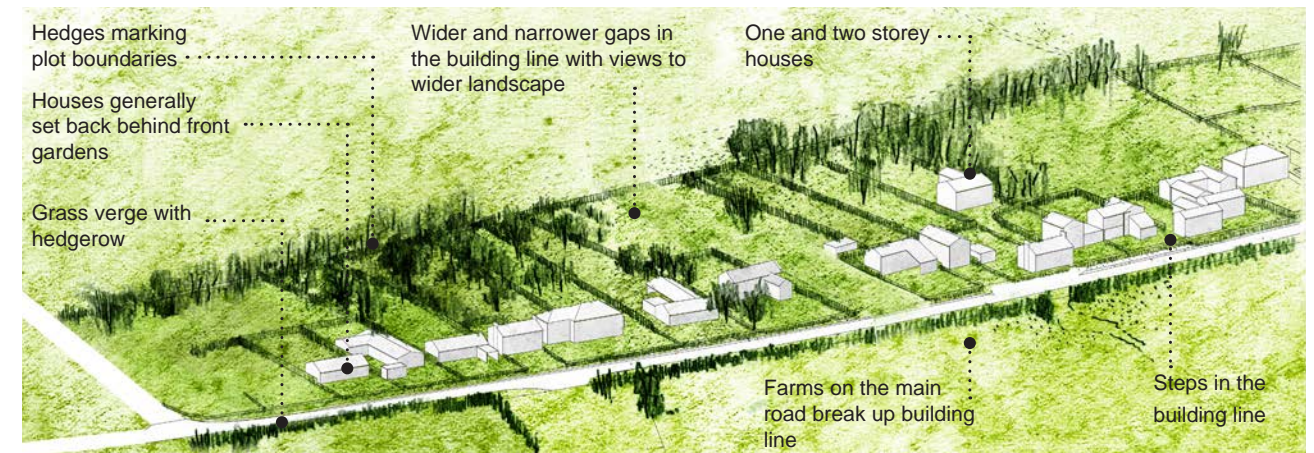 Hedges marking
plot boundaries
Houses generally
set back behind front
gardens
Grass verge with
hedgerow
Wider and narrower gaps in
the building line with views to
wider landscape
One and two storey
houses
Farms on the main
road break up building
line
Steps in the
building line